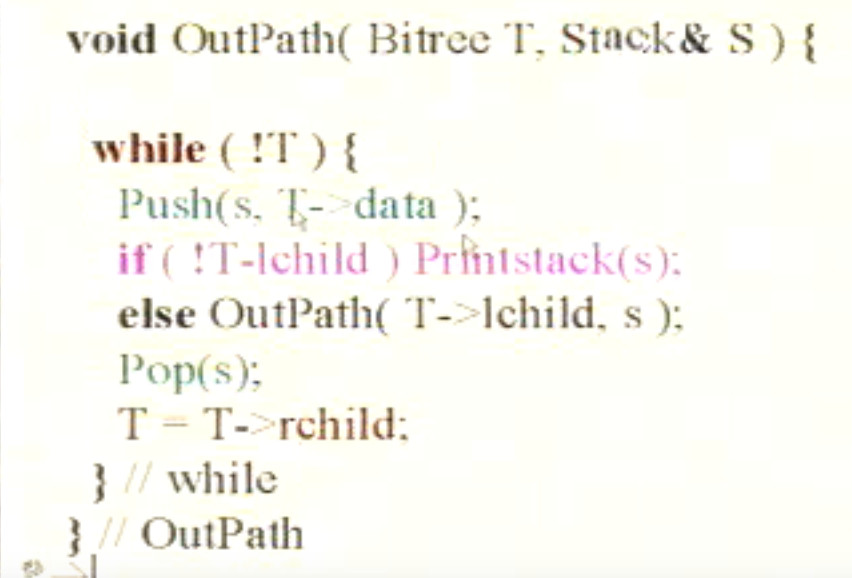 void OutPath( Bitree T, Stack& S ) {
while ( !T ) {
Push(s, T->data );
if ( !T-lchild ) Printstack(s);
else OutPath( T->lchild, s );
Pop(s);
T = T->rchild;
} // while
} // OutPath